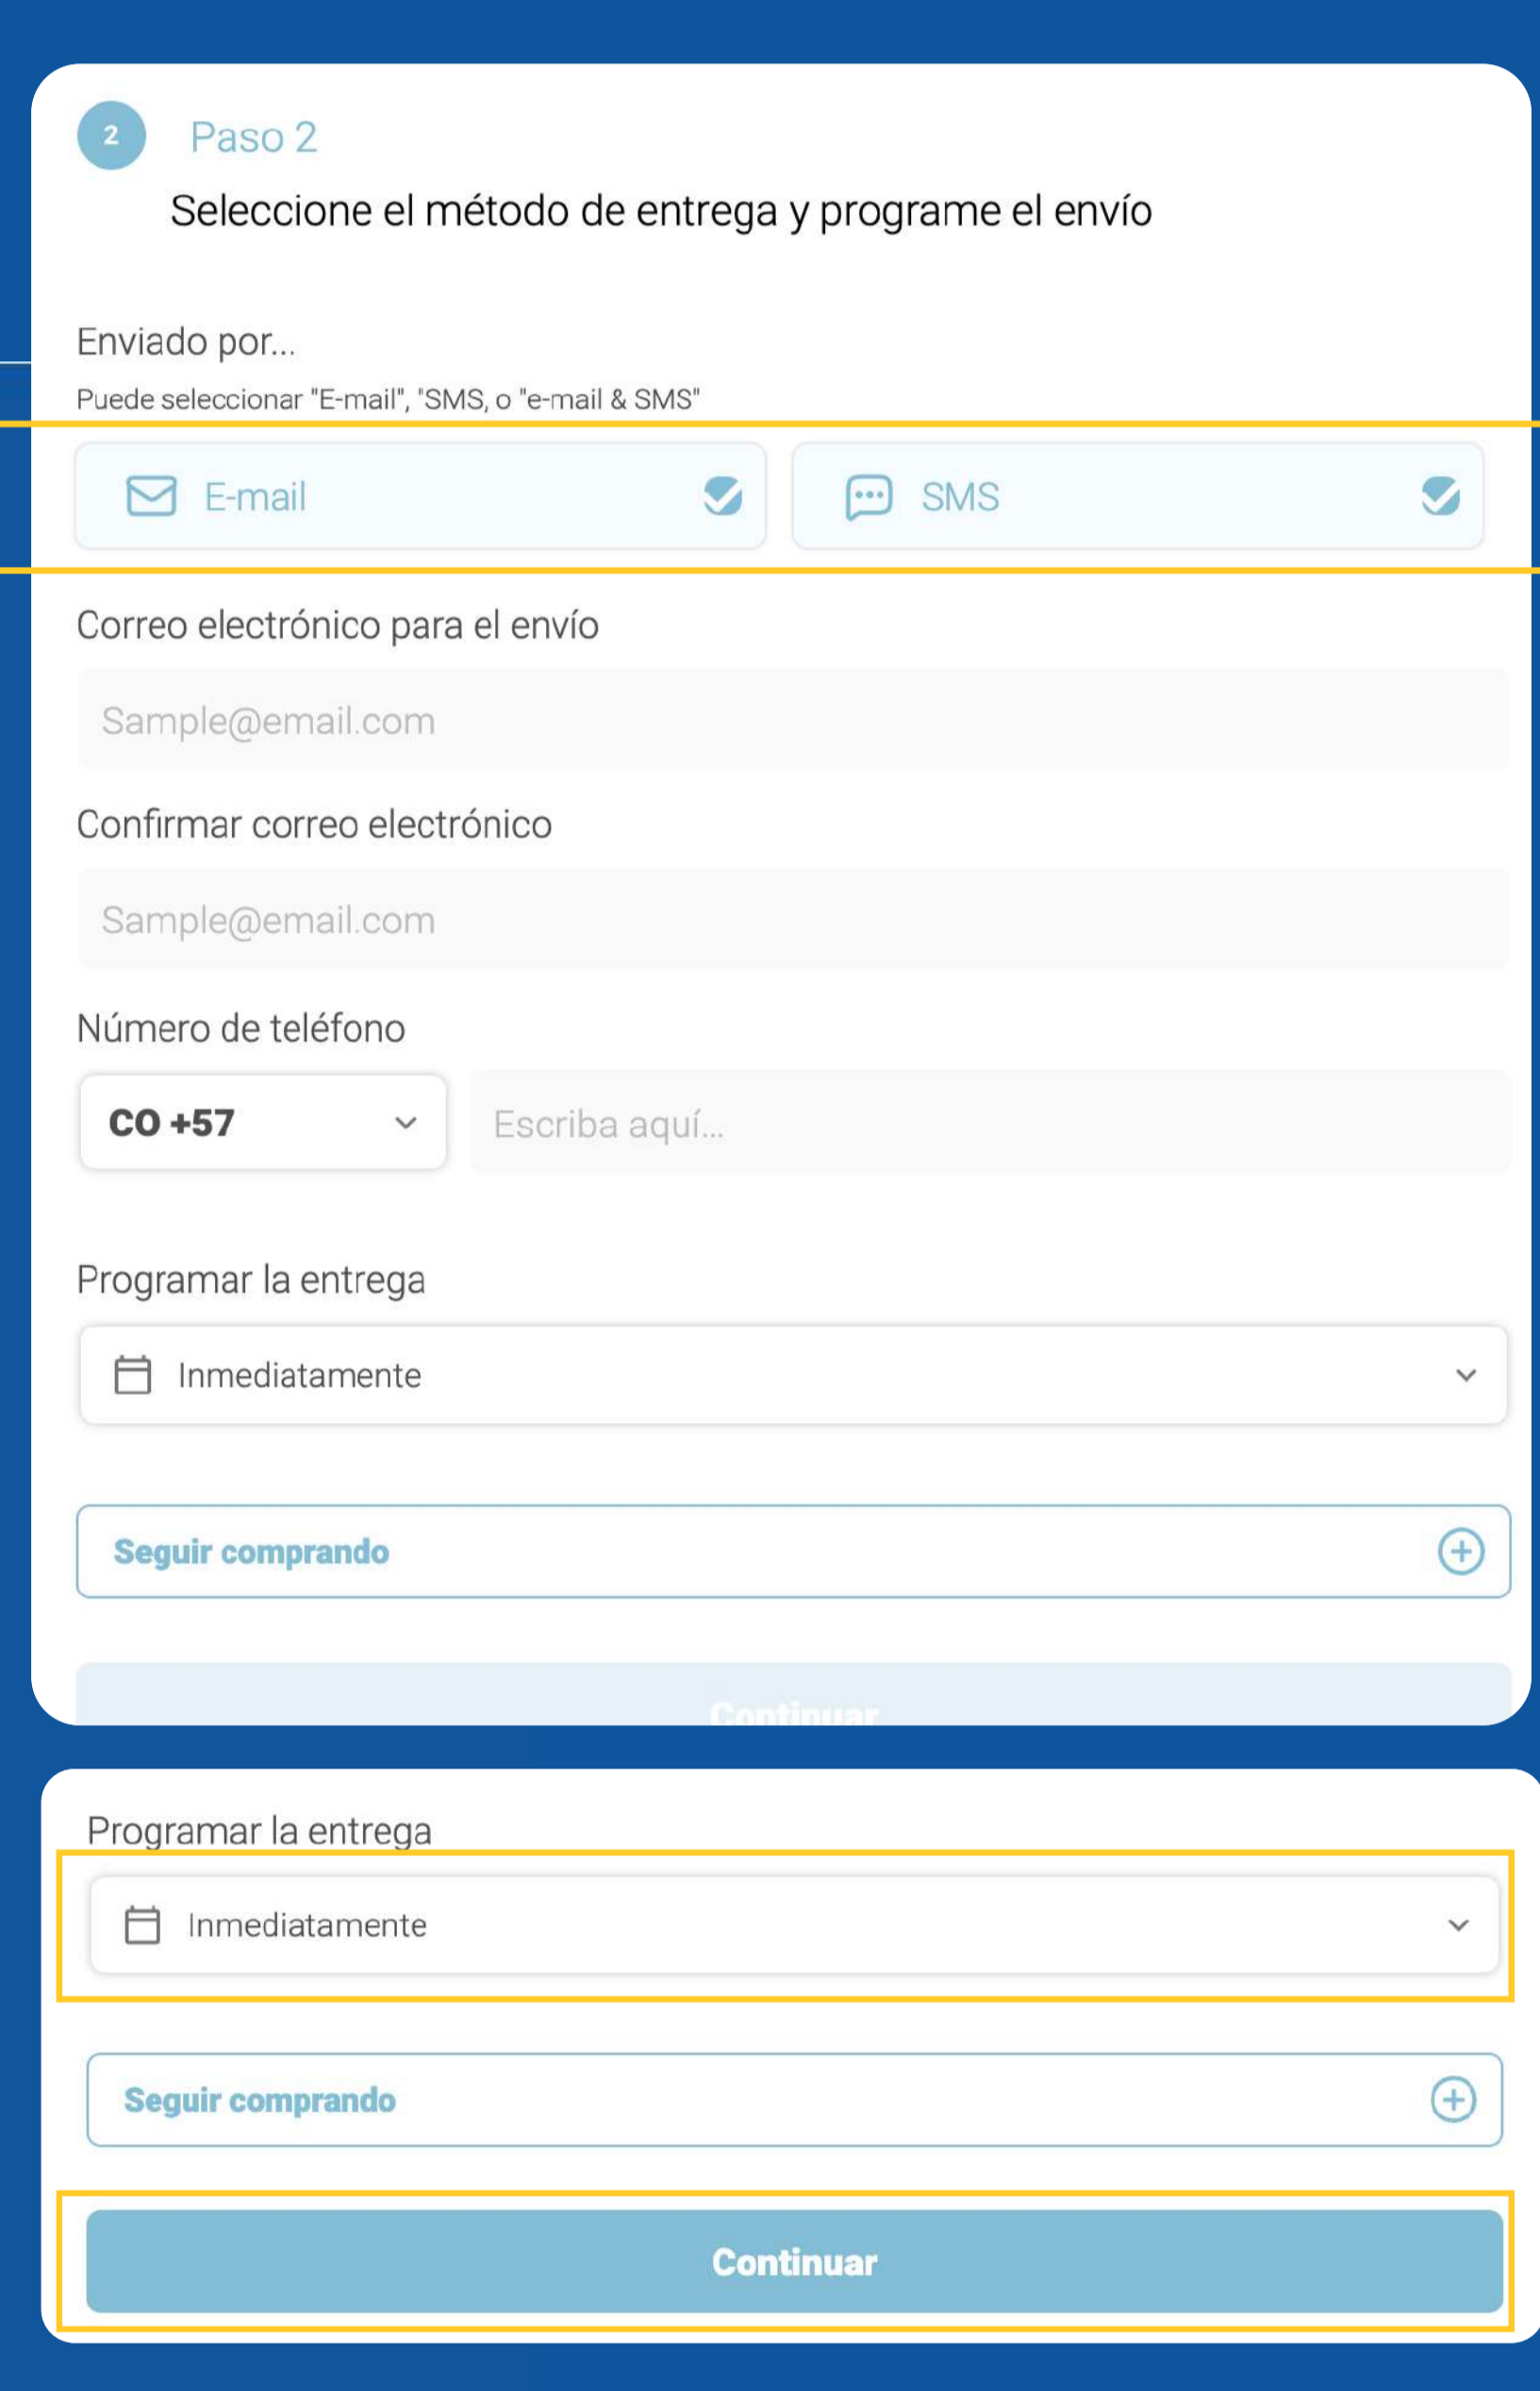 2
Paso 2
Seleccione el método de entrega y programe el envío
Enviado por...
Puede seleccionar "E-mail", "SMS, o "e-mail & SMS"
E-mail
SMS
Correo electrónico para el envío
Sample@email.com
Confirmar correo electrónico
Sample@email.com
Número de teléfono
CO +57
Escriba aquí...
Programar la entrega
Inmediatamente
Seguir comprando
Continuar
Programar la entrega
Inmediatamente
Seguir comprando
Continuar